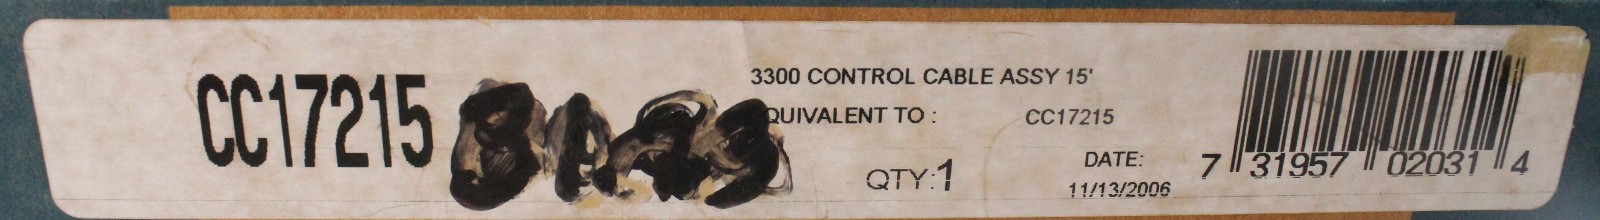 CC17215
3300 CONTROL CABLE ASSY 15'
QUIVALENT TO : CC17215
QTY:1
DATE:
11/13/2006
7 31957 02031 4